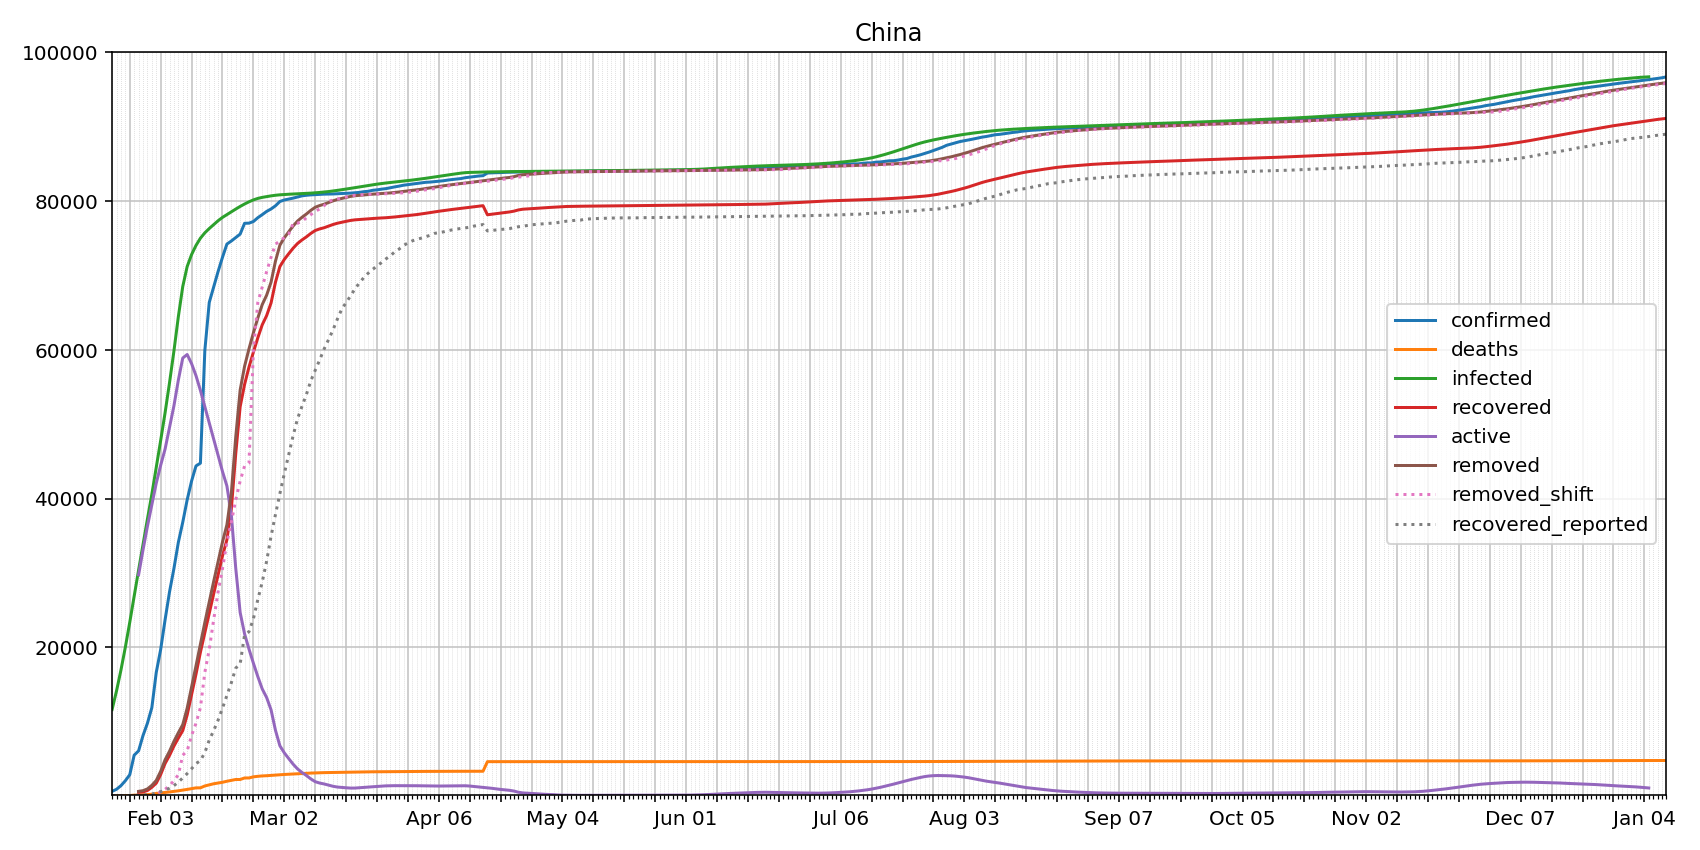 China
100000
80000
60000
40000
20000
confirmed
deaths
infected
recovered
active
removed
removed_shift
recovered_reported
Feb 03 Mar 02 Apr 06 May 04 Jun 01 Jul 06 Aug 03 Sep 07 Oct 05 Nov 02 Dec 07 Jan 04